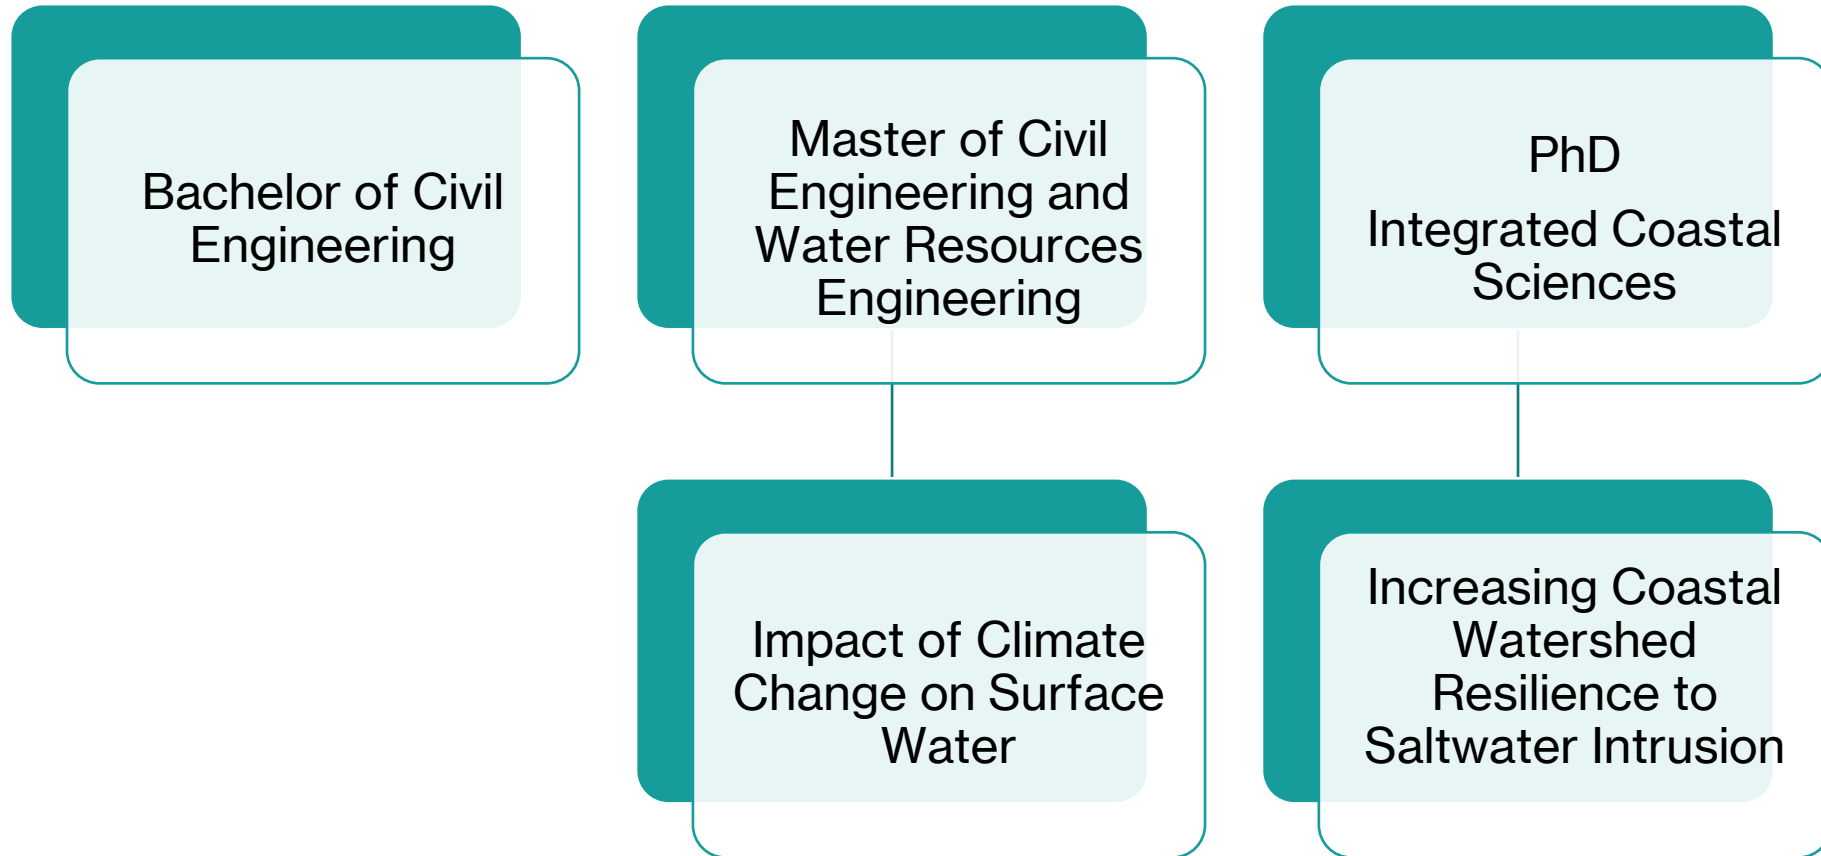 Bachelor of Civil
Engineering
Master of Civil
Engineering and
Water Resources
Engineering
PhD
Integrated Coastal
Sciences
Impact of Climate
Change on Surface
Water
Increasing Coastal
Watershed
Resilience to
Saltwater Intrusion